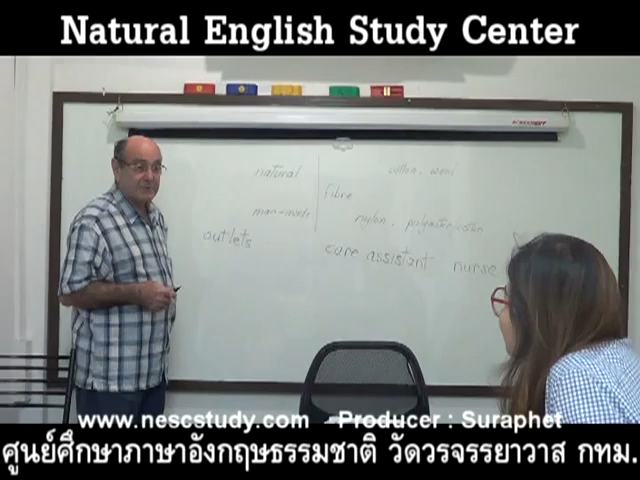 Natural English Study Center
natural
cotton, wool
fibre
man-made
nylon, polyester
outlets
care assistant nurse
www.nescstudy.com Producer : Suraphet
ศูนย์ศึกษาภาษาอังกฤษธรรมชาติ วัดวรจรรยาวาส กทม.